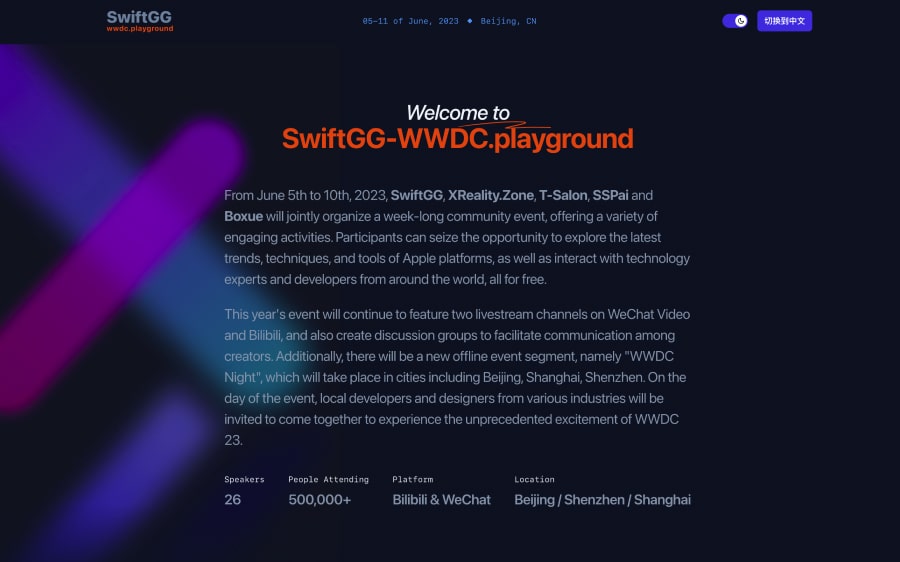 SwiftGG
wwdc.playground
05-11 of June, 2023 ◆ Beijing, CN
切换到中文
Welcome to
SwiftGG-WWDC.playground
From June 5th to 10th, 2023, SwiftGG, XReality.Zone, T-Salon, SSPai and
Boxue will jointly organize a week-long community event, offering a variety of
engaging activities. Participants can seize the opportunity to explore the latest
trends, techniques, and tools of Apple platforms, as well as interact with technology
experts and developers from around the world, all for free.
This year's event will continue to feature two livestream channels on WeChat Video
and Bilibili, and also create discussion groups to facilitate communication among
creators. Additionally, there will be a new offline event segment, namely "WWDC
Night", which will take place in cities including Beijing, Shanghai, Shenzhen. On the
day of the event, local developers and designers from various industries will be
invited to come together to experience the unprecedented excitement of WWDC
23.
Speakers People Attending Platform Location
26 500,000+ Bilibili & WeChat Beijing / Shenzhen / Shanghai